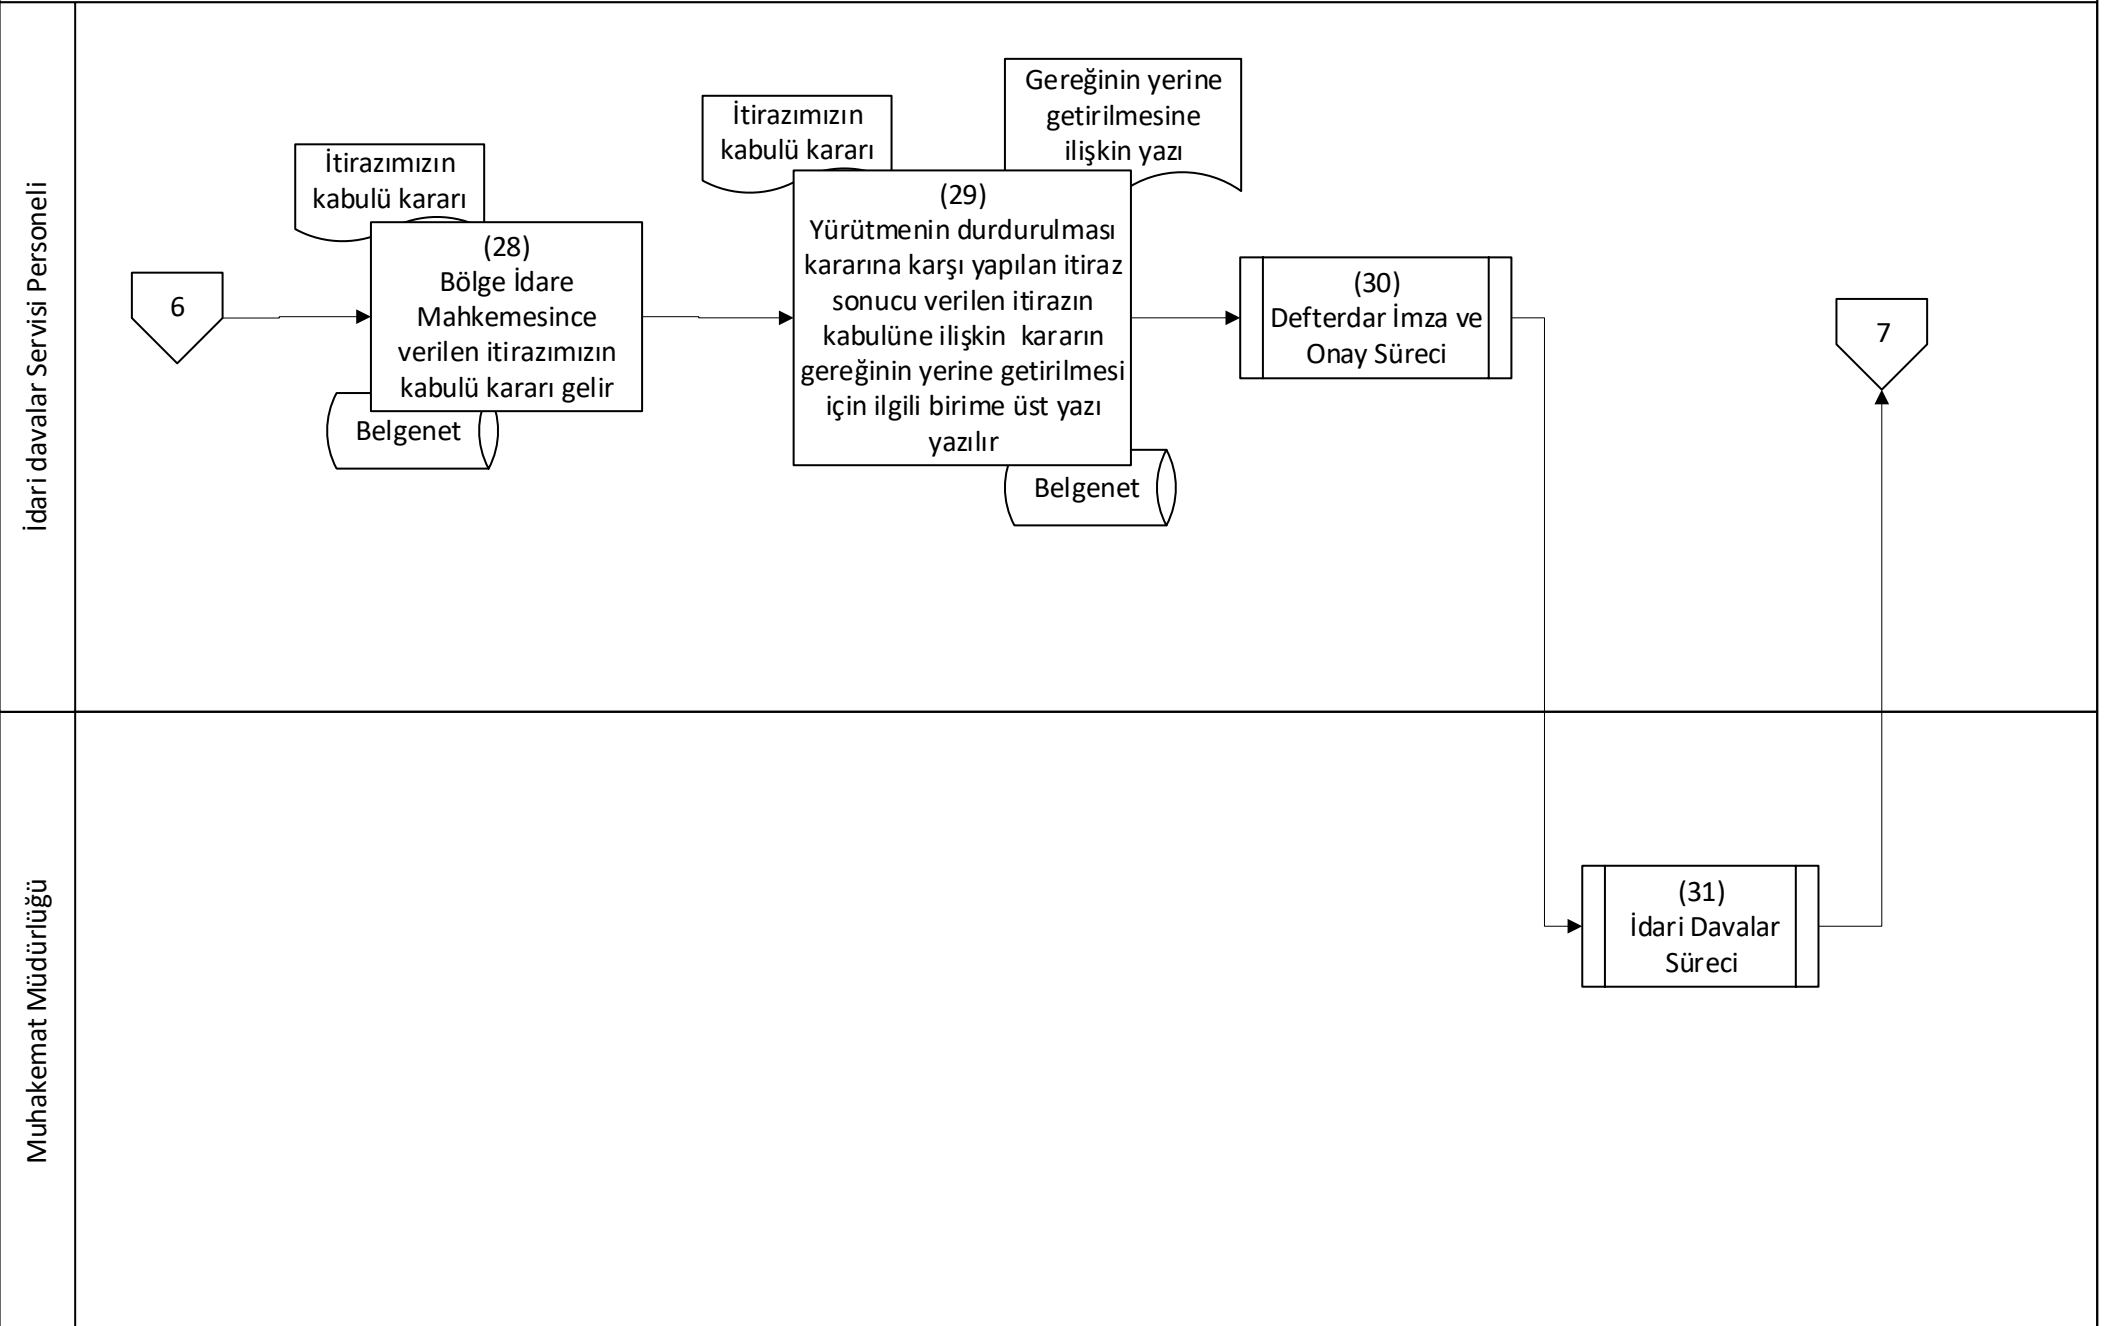 İdari davalar Servisi Personeli
6
İtirazımızın
kabulü kararı
(28)
Bölge İdare
Mahkemesince
verilen itirazımızın
kabulü kararı gelir
Belgenet
İtirazımızın
kabulü kararı
Gereğinin yerine
getirilmesine
ilişkin yazı
(29)
Yürütmenin durdurulması
kararına karşı yapılan itiraz
sonucu verilen itirazın
kabulüne ilişkin kararın
gereğinin yerine getirilmesi
için ilgili birime üst yazı
yazılır
Belgenet
(30)
Defterdar İmza ve
Onay Süreci
7
Muhakemat Müdürlüğü
(31)
İdari Davalar
Süreci